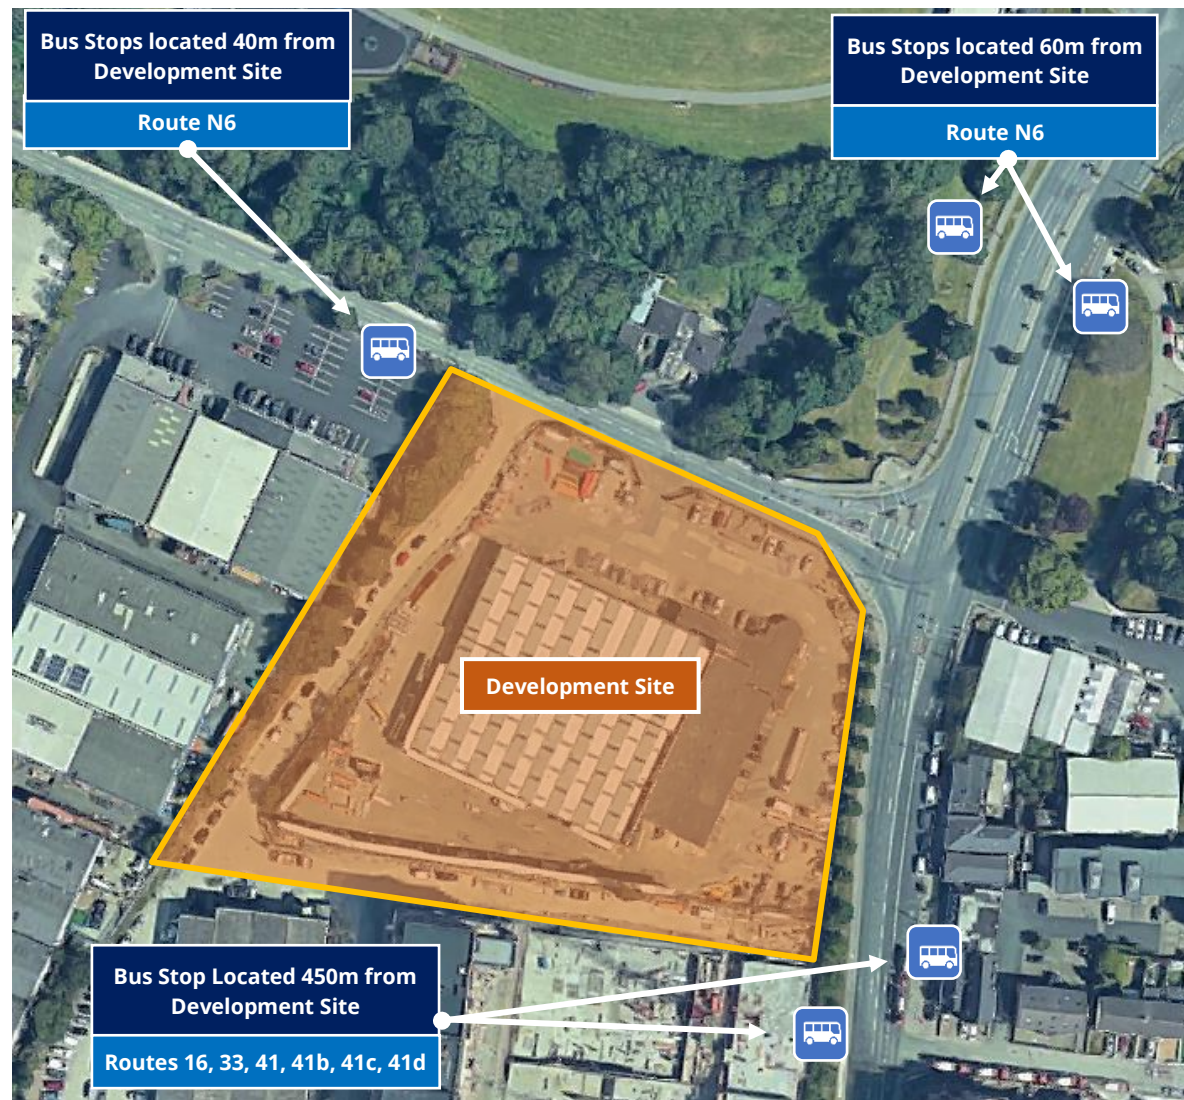 Bus Stops located 40m from
Development Site
Route N6
Bus Stops located 60m from
Development Site
Route N6
Development Site
Bus Stop Located 450m from
Development Site
Routes 16, 33, 41, 41b, 41c, 41d